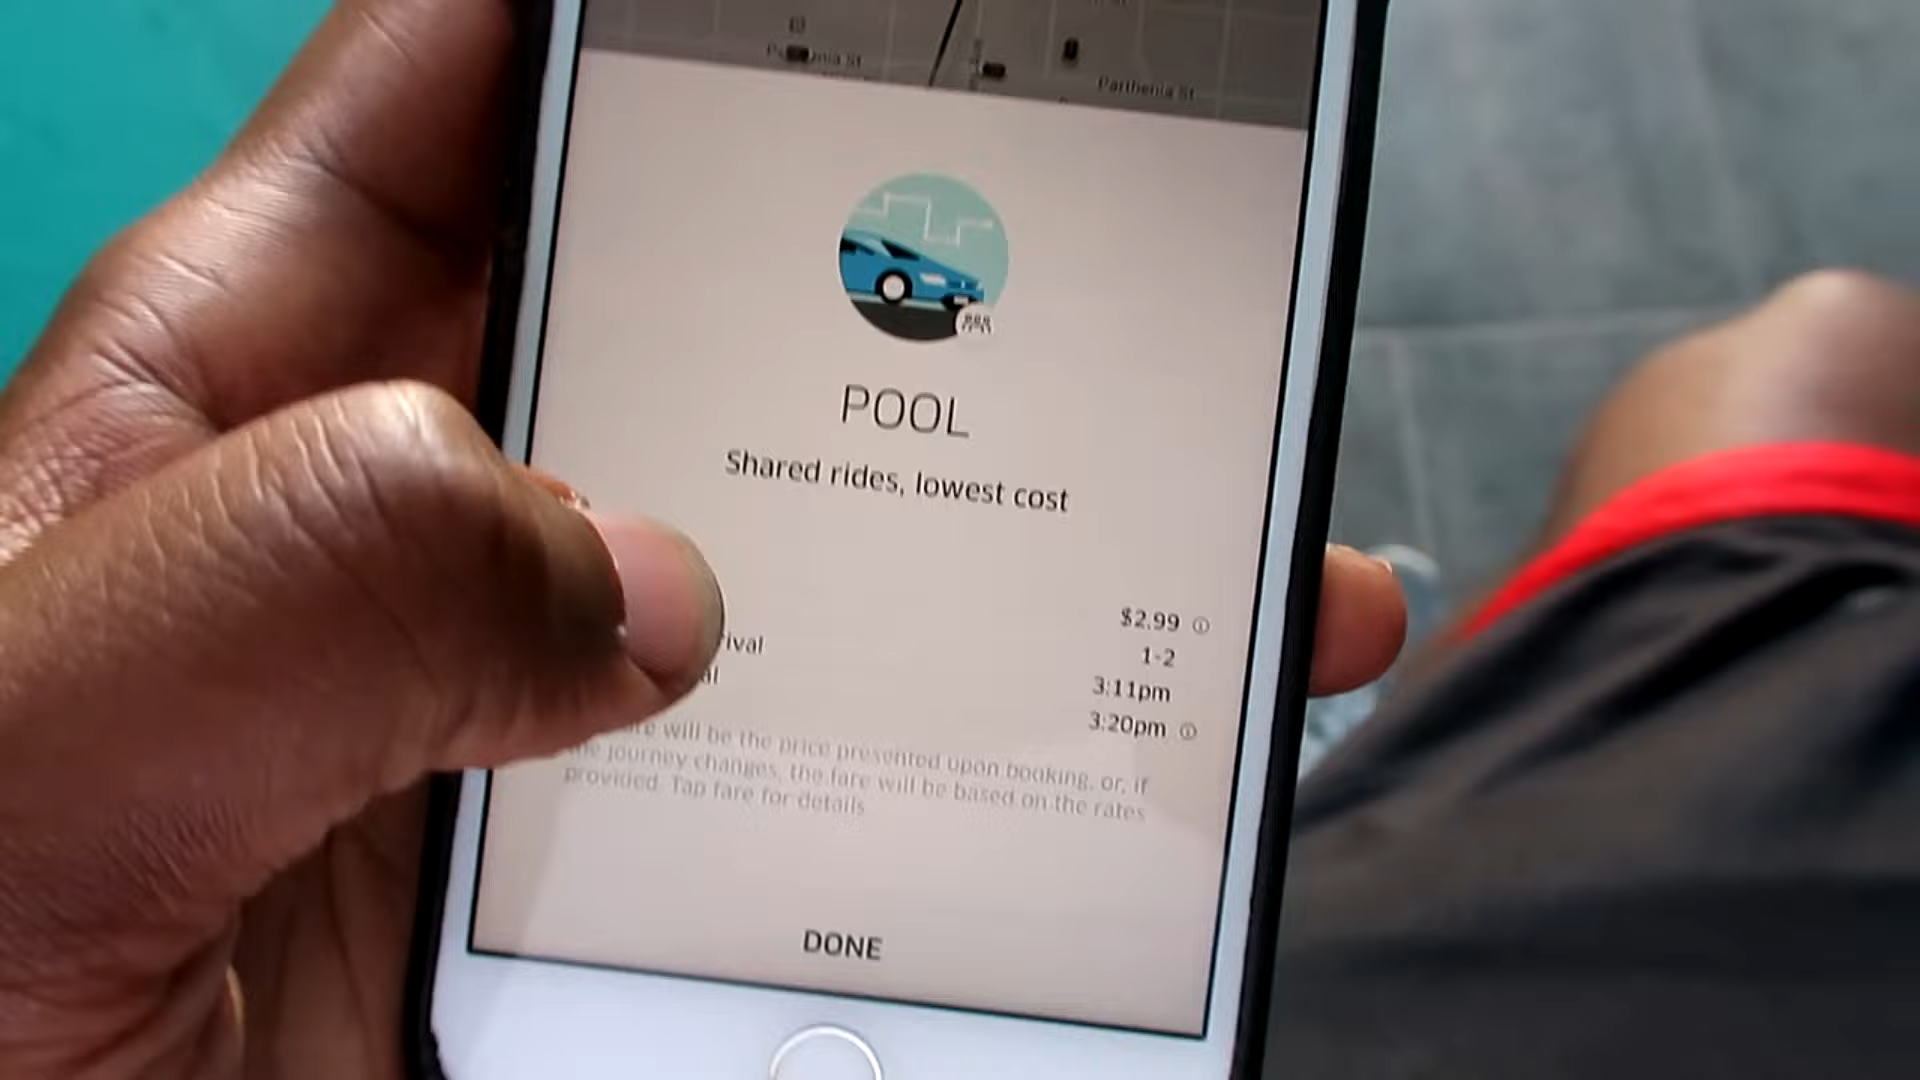 Parthenia St
POOL
Shared rides, lowest cost
$2.99
1-2
rival 3:11pm
al 3:20pm
will be the price presented upon booking, or, if
the journey changes, the fare will be based on the rates
provided. Tap fare for details
DONE